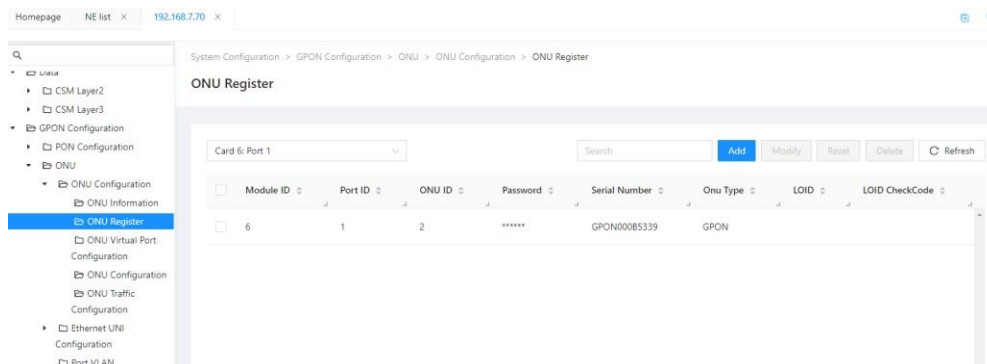 Homepage NE list × 192.168.7.70 ×
System Configuration > GPON Configuration > ONU > ONU Configuration > ONU Register
ONU Register
Data
CSM Layer2
CSM Layer3
GPON Configuration
PON Configuration
ONU
ONU Configuration
ONU Information
ONU Register
ONU Virtual Port
Configuration
ONU Configuration
ONU Traffic
Configuration
Ethernet UNI
Configuration
Port VLAN
Card 6: Port 1
Search Add Modify Reset Delete Refresh
Module ID Port ID ONU ID Password Serial Number Onu Type LOID LOID CheckCode
6 1 2 ****** GPON000B5339 GPON